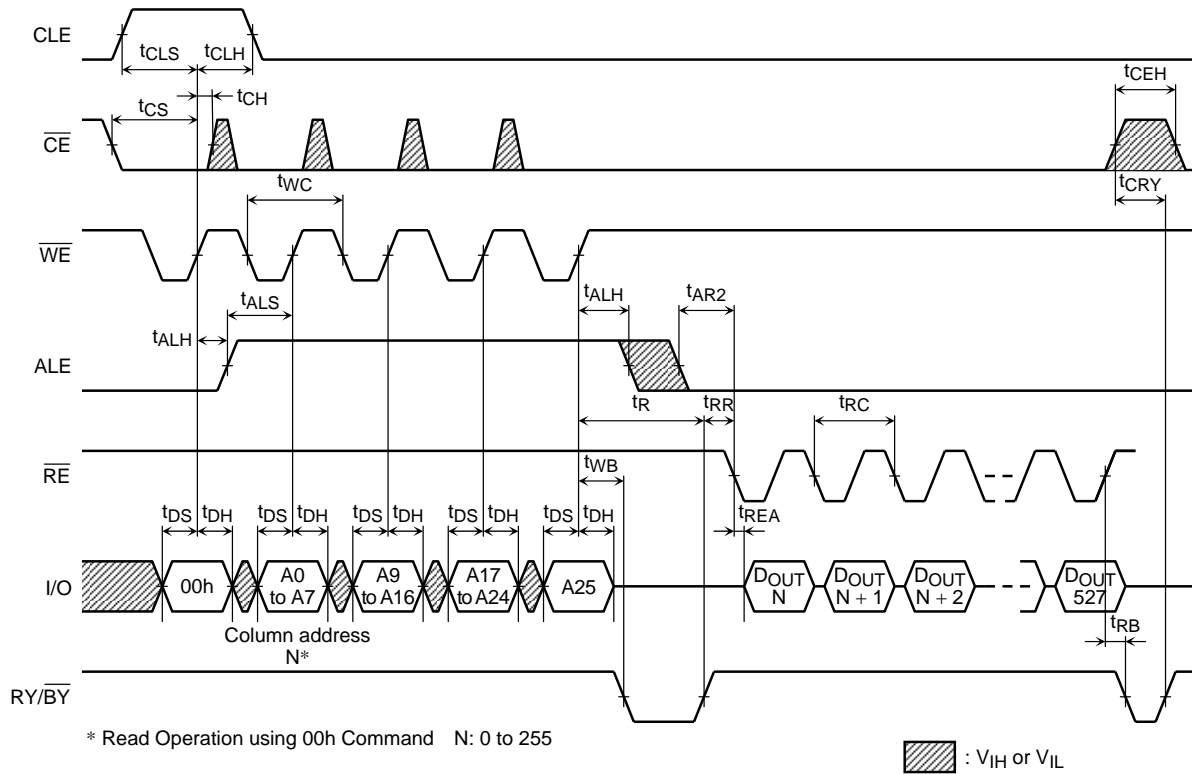 CLE
tCLS
tCLH
tCEH
tCS
tCH
CE
tWC
tCRY
WE
tALS
tALH
tAR2
tALH
ALE
tR
tRR
tRC
RE
tWB
tREA
tDS
tDH
tDS
tDH
tDS
tDH
tDS
tDH
tDS
tDH
I/O
00h
A0
to A7
A9
to A16
A17
to A24
A25
DOUT
N
DOUT
N + 1
DOUT
N + 2
DOUT
527
tRB
Column address
N*
RY/BY
* Read Operation using 00h Command N: 0 to 255
: VIH or VIL